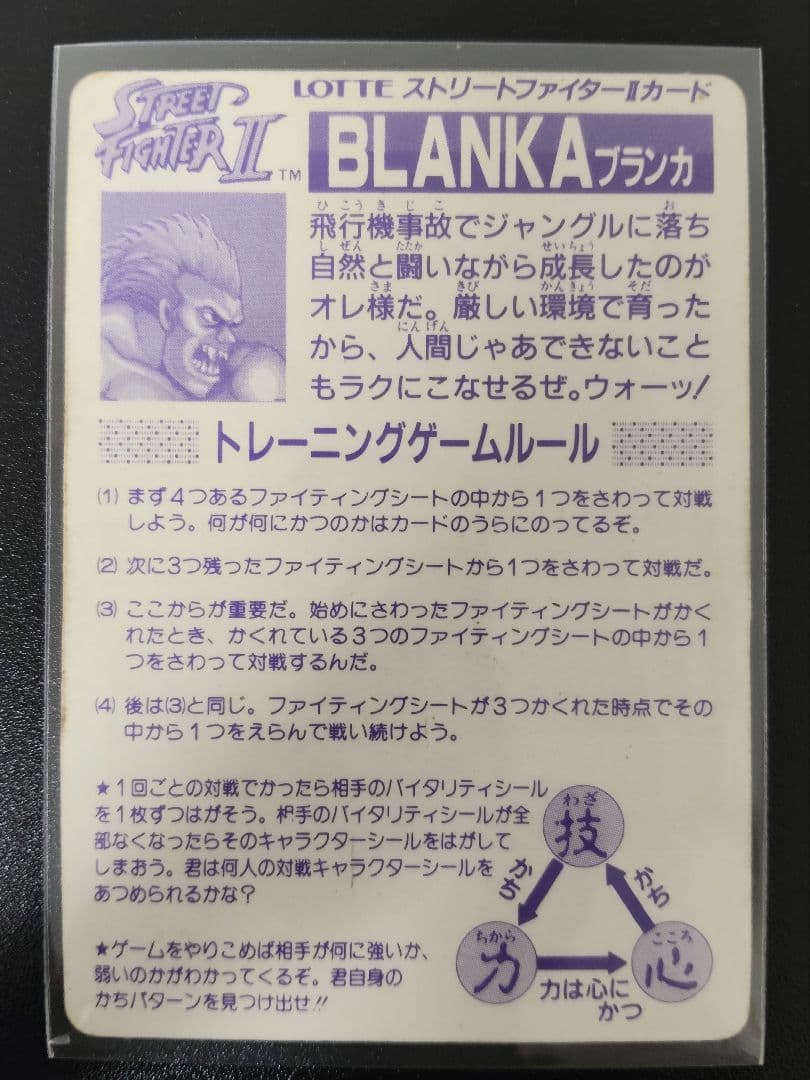 STREET FIGHTER II TM
LOTTE ストリートファイターIIカード
BLANKA ブランカ
飛行機事故でジャングルに落ち
自然と闘いながら成長したのが
オレ様だ。厳しい環境で育った
から、人間じゃあできないこと
もラクにこなせるぜ。ウォーッ!
トレーニングゲームルール
(1) まず4つあるファイティングシートの中から1つをさわって対戦
しよう。何が何にかつのかはカードのうらにのってるぞ。
(2) 次に3つ残ったファイティングシートから1つをさわって対戦だ。
(3) ここからが重要だ。始めにさわったファイティングシートがかく
れたとき、かくれている3つのファイティングシートの中から1
つをさわって対戦するんだ。
(4) 後は(3)と同じ。ファイティングシートが3つかくれた時点でその
中から1つをえらんで戦い続けよう。
★1回ごとの対戦でかったら相手のバイタリティシール
を1枚ずつはがそう。相手のバイタリティシールが全
部なくなったらそのキャラクターシールをはがして
しまおう。君は何人の対戦キャラクターシールを
あつめられるかな?
★ゲームをやりこめば相手が何に強いか、
弱いのかがわかってくるぞ。君自身の
かちパターンを見つけ出せ!!
わざ
技
かち
かち
ちから
力
こころ
心
力は心に
かつ